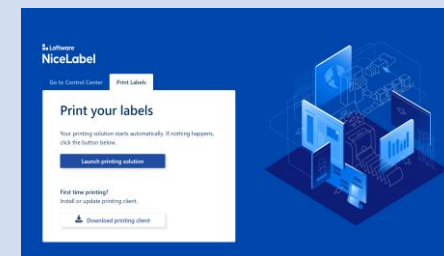 Loftware
NiceLabel
Go to Control Center
Print Labels
Print your labels
Your printing solution starts automatically. If nothing happens,
click the button below.
Launch printing solution
First time printing?
Install or update printing client.
Download printing client